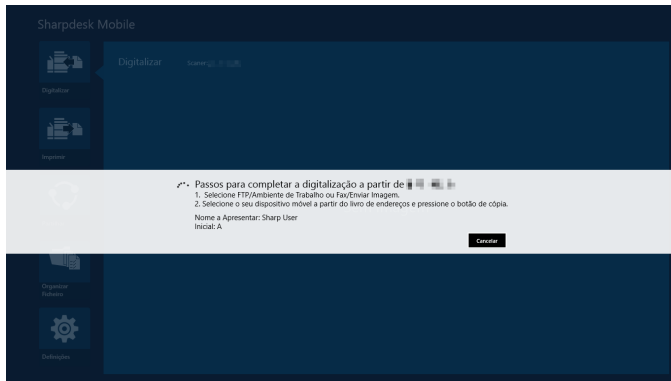 Sharpdesk Mobile
Digitalizar
Digitalizar Scaner:
Imprimir
Passos para completar a digitalização a partir de
1. Selecione FTP/Ambiente de Trabalho ou Fax/Enviar Imagem.
2. Selecione o seu dispositivo móvel a partir do livro de endereços e pressione o botão de cópia.
Nome a Apresentar: Sharp User
Inicial: A
Cancelar
Organizar
Ficheiro
Definições